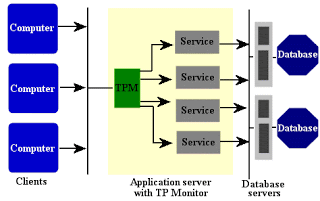 Computer
Computer
Computer
TPM
Service
Service
Service
Service
Database
Database
Clients
Application server
with TP Monitor
Database
servers